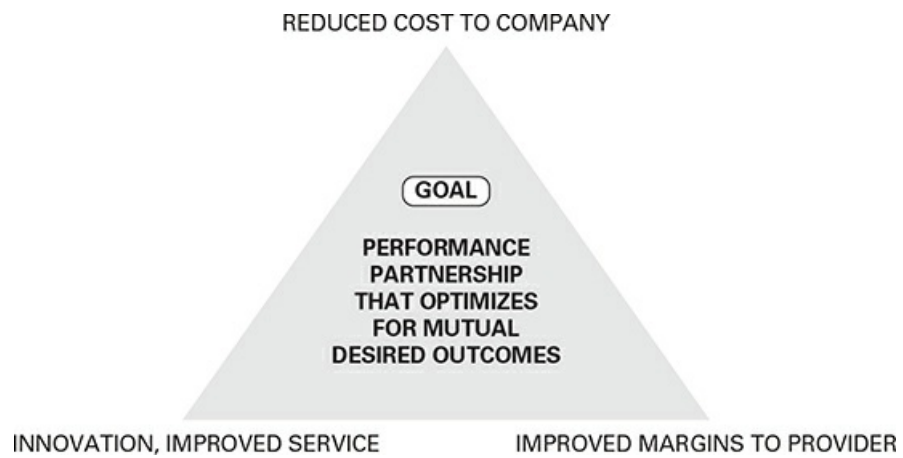 REDUCED COST TO COMPANY
GOAL
PERFORMANCE
PARTNERSHIP
THAT OPTIMIZES
FOR MUTUAL
DESIRED OUTCOMES
INNOVATION, IMPROVED SERVICE
IMPROVED MARGINS TO PROVIDER